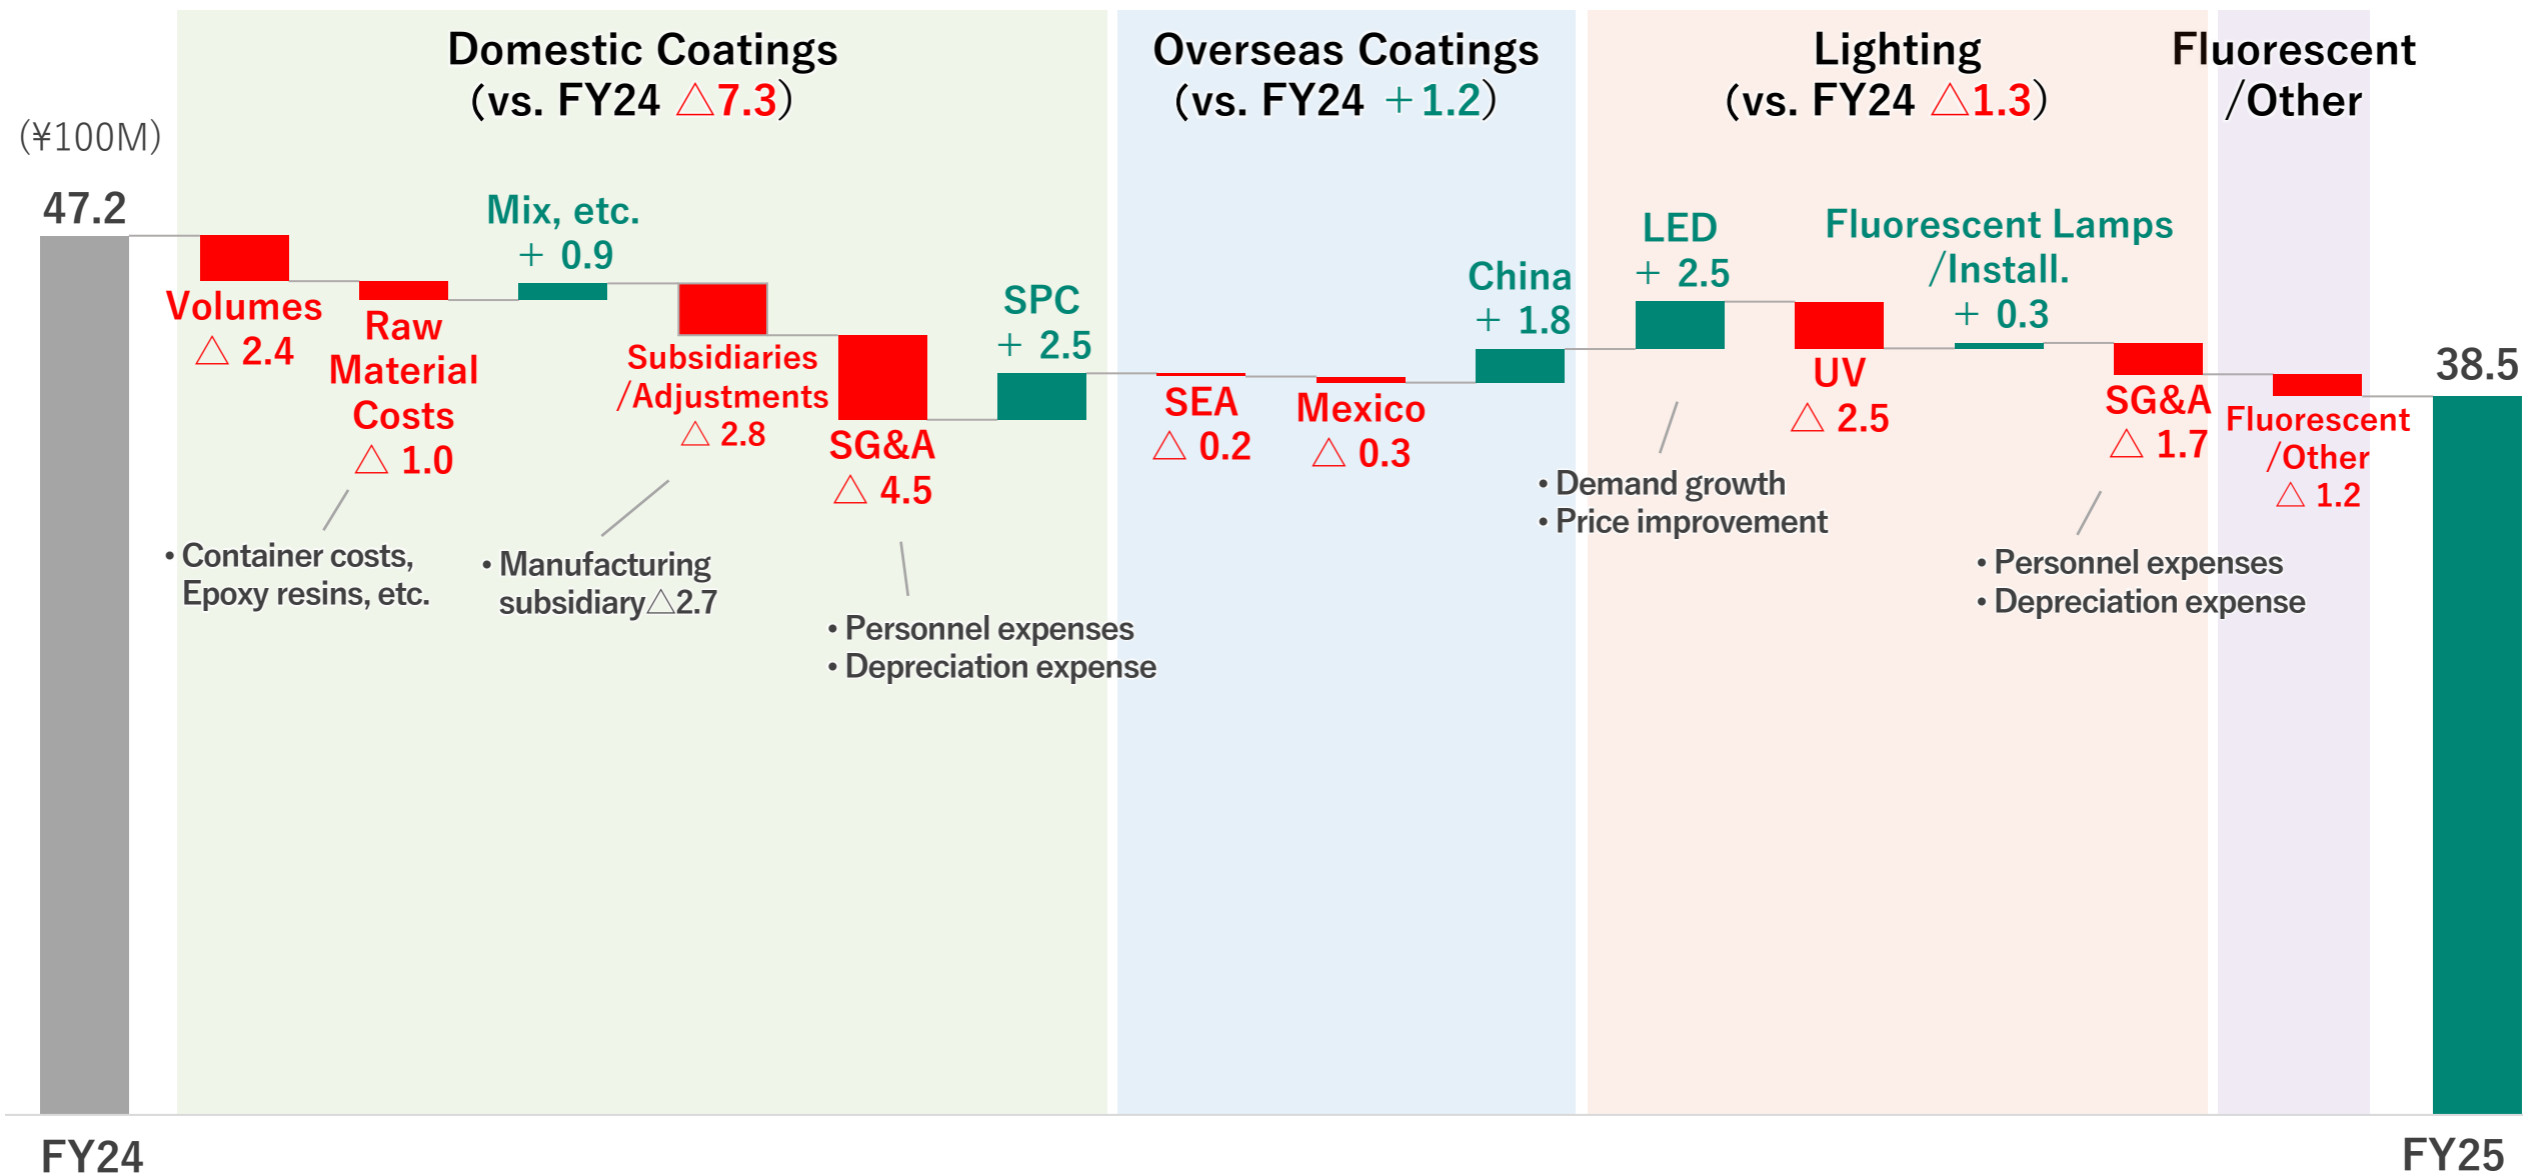 Domestic Coatings
(vs. FY24 △7.3)
Overseas Coatings
(vs. FY24 +1.2)
Lighting
(vs. FY24 △1.3)
Fluorescent
/Other
(¥100M)
47.2
Volumes
△ 2.4
Raw
Material
Costs
△ 1.0
• Container costs,
Epoxy resins, etc.
Mix, etc.
+ 0.9
Subsidiaries
/Adjustments
△ 2.8
• Manufacturing
subsidiary△2.7
SG&A
△ 4.5
• Personnel expenses
• Depreciation expense
SPC
+ 2.5
SEA
△ 0.2
Mexico
△ 0.3
China
+ 1.8
LED
+ 2.5
• Demand growth
• Price improvement
UV
△ 2.5
Fluorescent Lamps
/Install.
+ 0.3
SG&A
△ 1.7
• Personnel expenses
• Depreciation expense
Fluorescent
/Other
△ 1.2
38.5
FY24
FY25